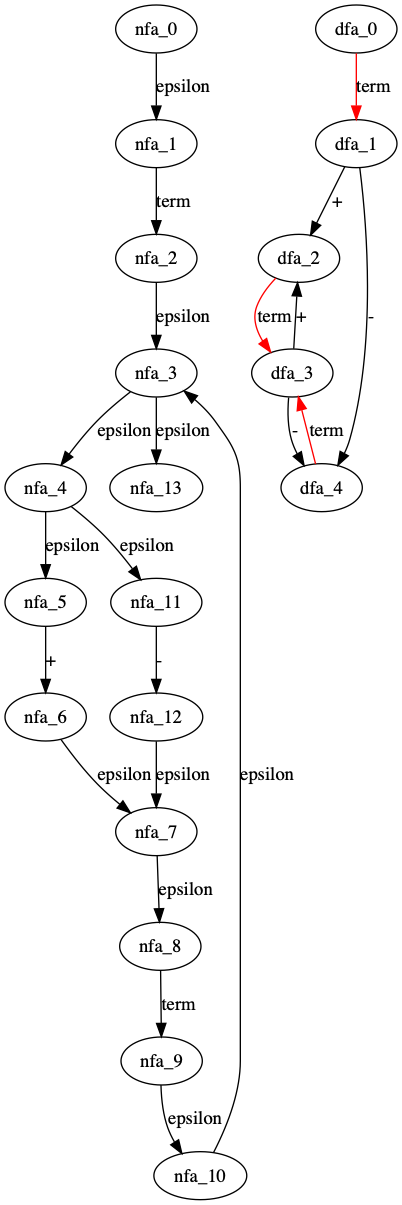 nfa_0 dfa_0
epsilon term
nfa_1 dfa_1
term +
nfa_2 dfa_2
epsilon term + -
nfa_3 dfa_3
epsilon epsilon - term
nfa_4 nfa_13 dfa_4
epsilon epsilon
nfa_5 nfa_11
+ -
nfa_6 nfa_12
epsilon epsilon epsilon
nfa_7
epsilon
nfa_8
term
nfa_9
epsilon
nfa_10